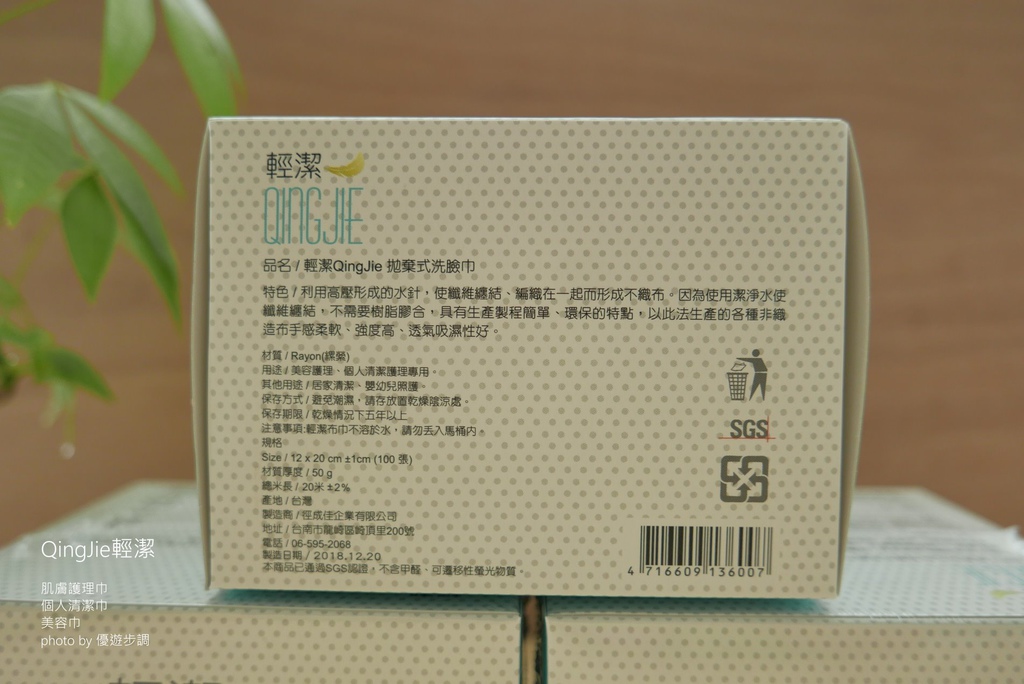 輕潔
QINGJIE
品名 / 輕潔QingJie 拋棄式洗臉巾
特色 / 利用高壓形成的水針，使纖維纏結、編織在一起而形成不織布。因為使用潔淨水使
纖維纏結，不需要樹脂膠合，具有生產製程簡單、環保的特點，以此法生產的各種非織
造布手感柔軟、強度高、透氣吸濕性好。
材質 / Rayon(縲縈)
用途 / 美容護理、個人清潔護理專用。
其他用途 / 居家清潔、嬰幼兒照護。
保存方式 / 避免潮濕，請存放置乾燥陰涼處。
保存期限 / 乾燥情況下五年以上
注意事項:輕潔布巾不溶於水，請勿丟入馬桶內。
規格
Size / 12 x 20 cm ±1cm (100 張)
材質厚度 / 50 g
總米長 / 20米 ±2%
產地 / 台灣
製造商 / 徑成佳企業有限公司
地址 / 台南市龍崎區崎頂里200號
電話 / 06-595-2068
製造日期 / 2018.12.20
本商品已通過SGS認證，不含甲醛、可遷移性螢光物質。
SGS
4 716609 136007
QingJie輕潔
肌膚護理巾
個人清潔巾
美容巾
photo by 優遊步調